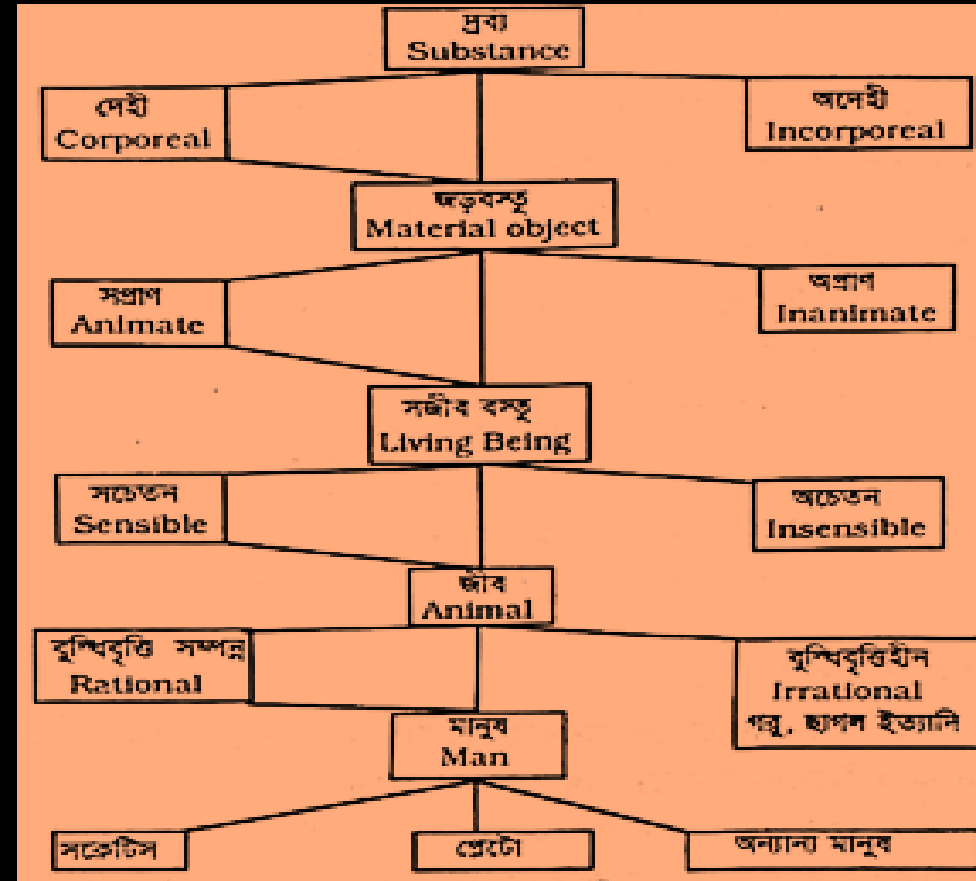 দ্রব্য
Substance
দেহী
Corporeal
অদেহী
Incorporeal
জড়বস্তু
Material object
সপ্রাণ
Animate
অপ্রাণ
Inanimate
সজীব বস্তু
Living Being
সচেতন
Sensible
অচেতন
Insensible
জীব
Animal
বুদ্ধিবৃত্তি সম্পন্ন
Rational
বুদ্ধিবৃত্তিহীন
Irrational
গরু, ছাগল ইত্যাদি
মানুষ
Man
সক্রেটিস
প্লেটো
অন্যান্য মানুষ